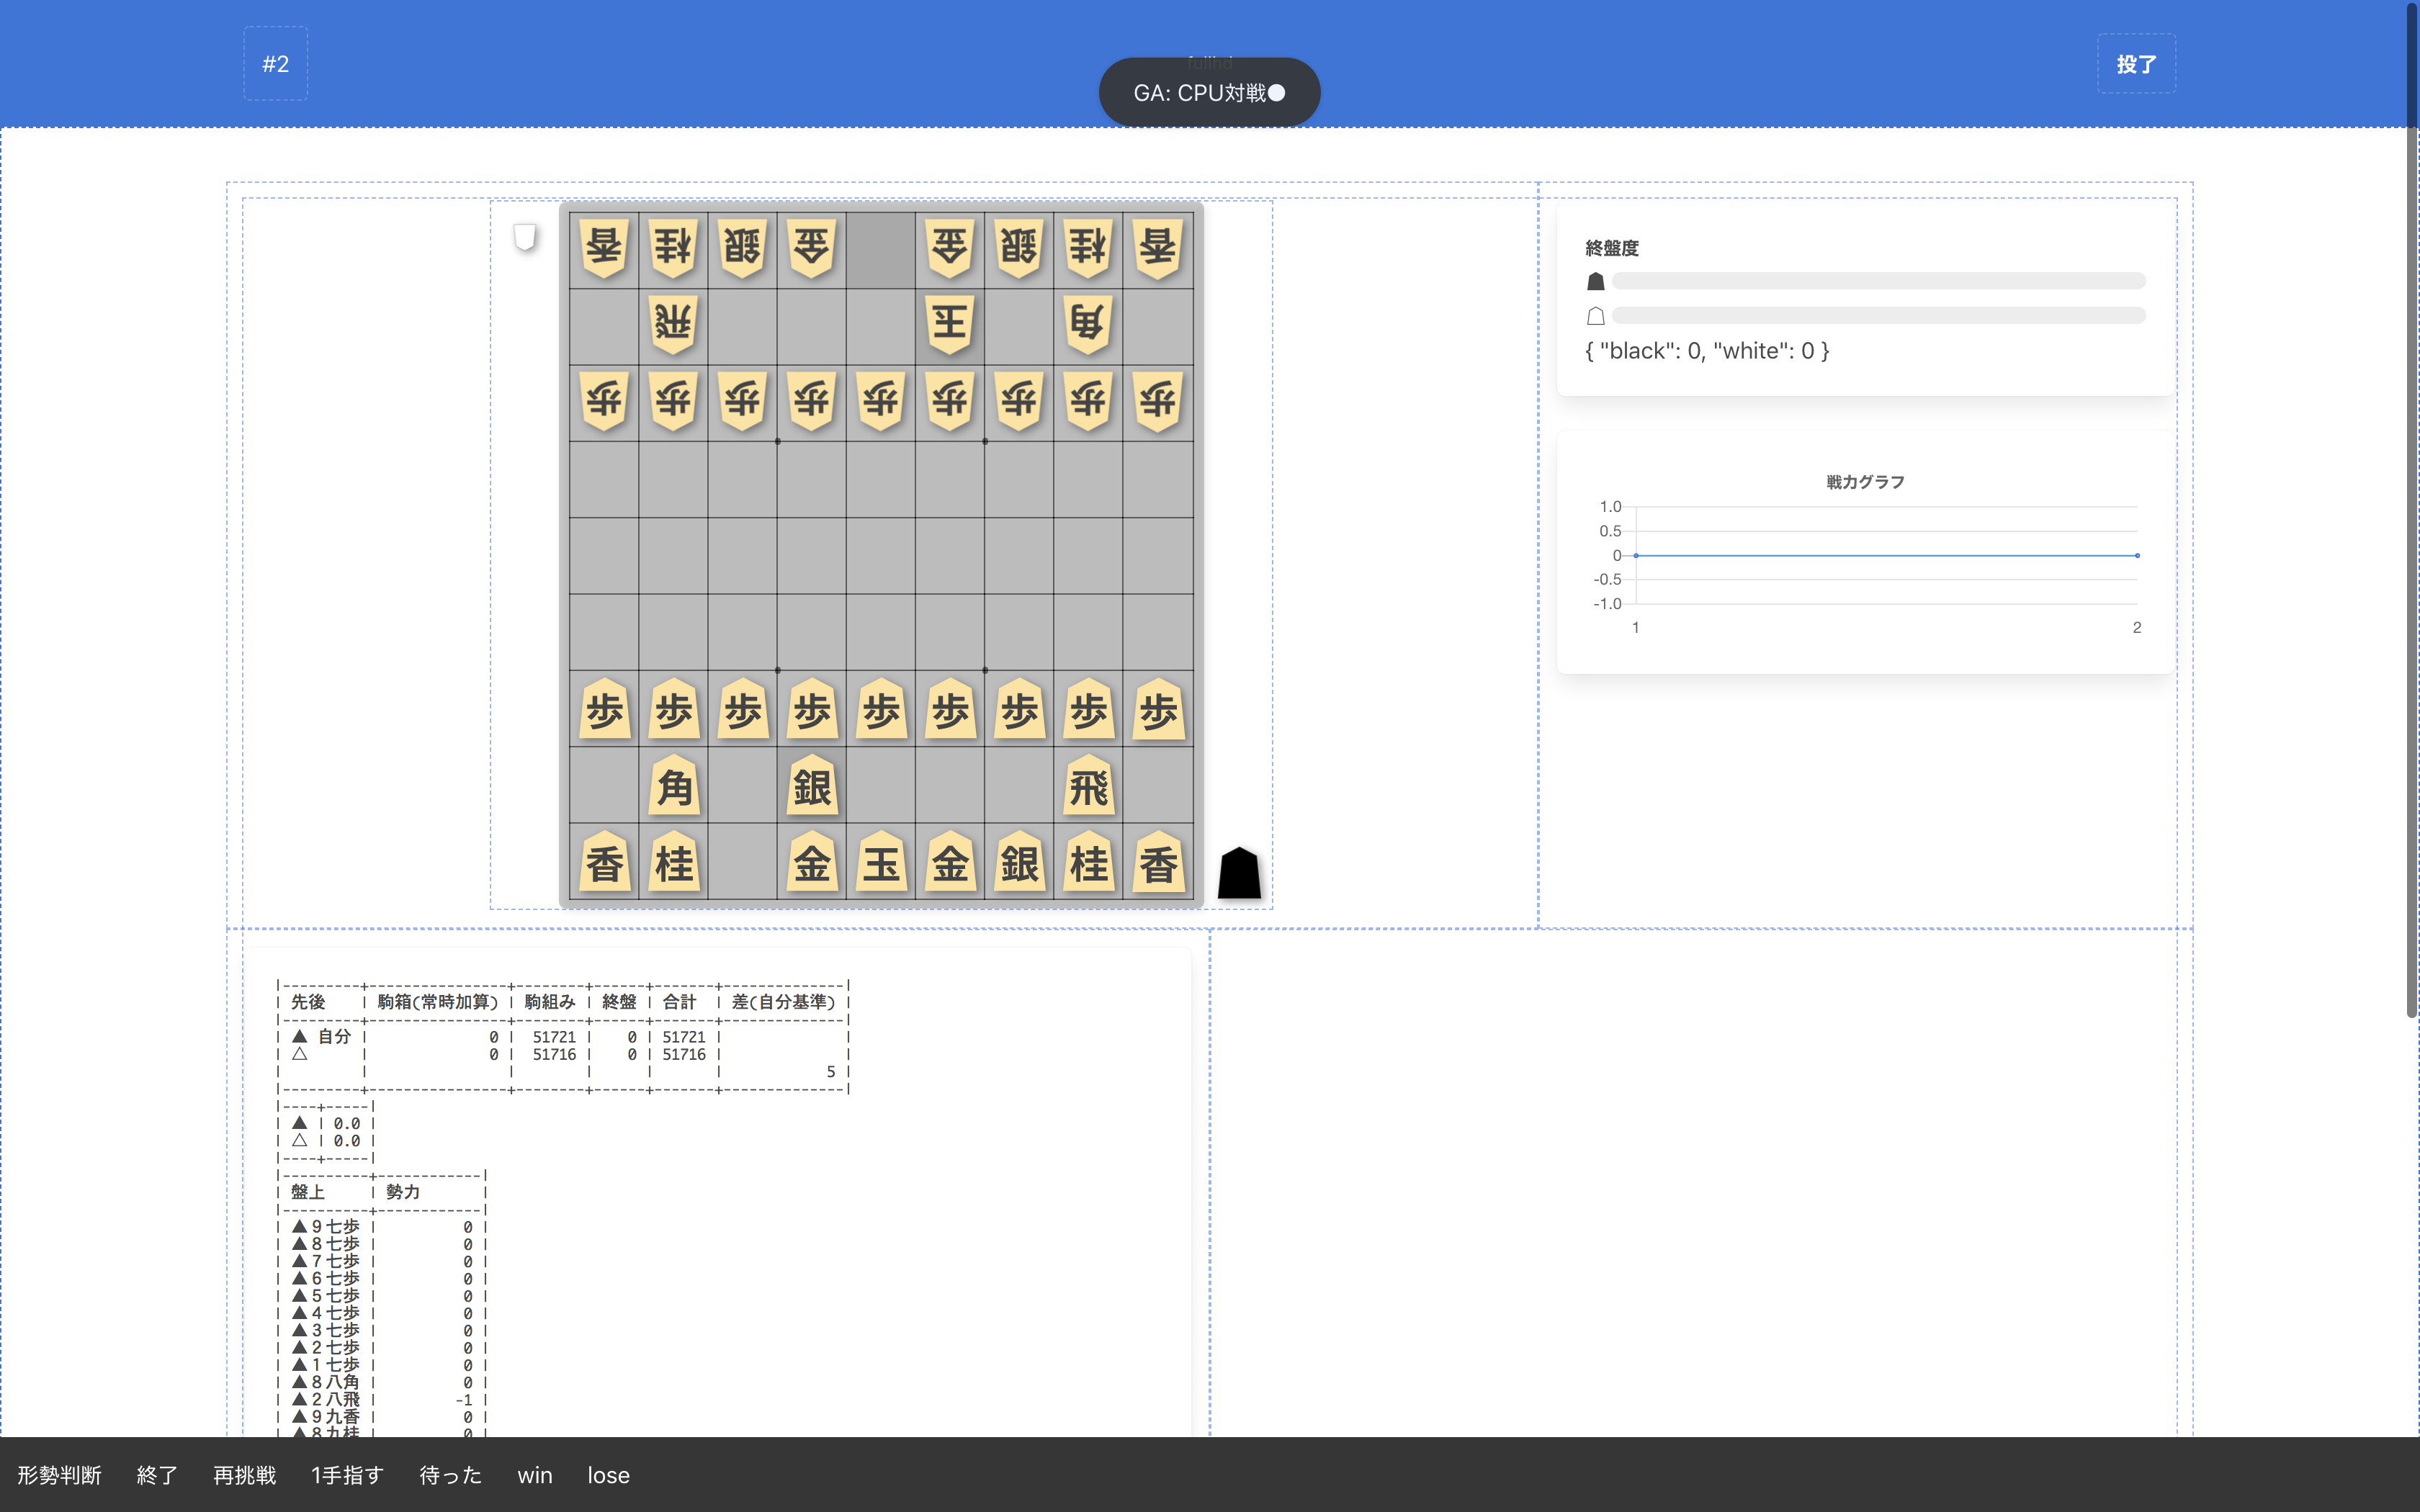 #2
fullhd
投了
GA: CPU対戦●
香 桂 銀 金 金 銀 桂 香
飛 王 角
歩 歩 歩 歩 歩 歩 歩 歩 歩
歩 歩 歩 歩 歩 歩 歩 歩 歩
角 銀 飛
香 桂 金 玉 金 銀 桂 香
終盤度
{ "black": 0, "white": 0 }
戦力グラフ
1.0
0.5
0
-0.5
-1.0
1 2
|---------+----------------+--------+------+-------+----------------|
| 先後 | 駒箱(常時加算) | 駒組み | 終盤 | 合計 | 差(自分基準) |
|---------+----------------+--------+------+-------+----------------|
| ▲ 自分 | 0 | 51721 | 0 | 51721 | |
| △ | 0 | 51716 | 0 | 51716 | |
| | | | | | 5 |
|---------+----------------+--------+------+-------+----------------|
|----+-----|
| ▲ | 0.0 |
| △ | 0.0 |
|----+-----|
|----------+------------|
| 盤上 | 勢力 |
|----------+------------|
| ▲9七歩 | 0 |
| ▲8七歩 | 0 |
| ▲7七歩 | 0 |
| ▲6七歩 | 0 |
| ▲5七歩 | 0 |
| ▲4七歩 | 0 |
| ▲3七歩 | 0 |
| ▲2七歩 | 0 |
| ▲1七歩 | 0 |
| ▲8八角 | 0 |
| ▲2八飛 | -1 |
| ▲9九香 | 0 |
| ▲8九桂 | 0 |
形勢判断 終了 再挑戦 1手指す 待った win lose